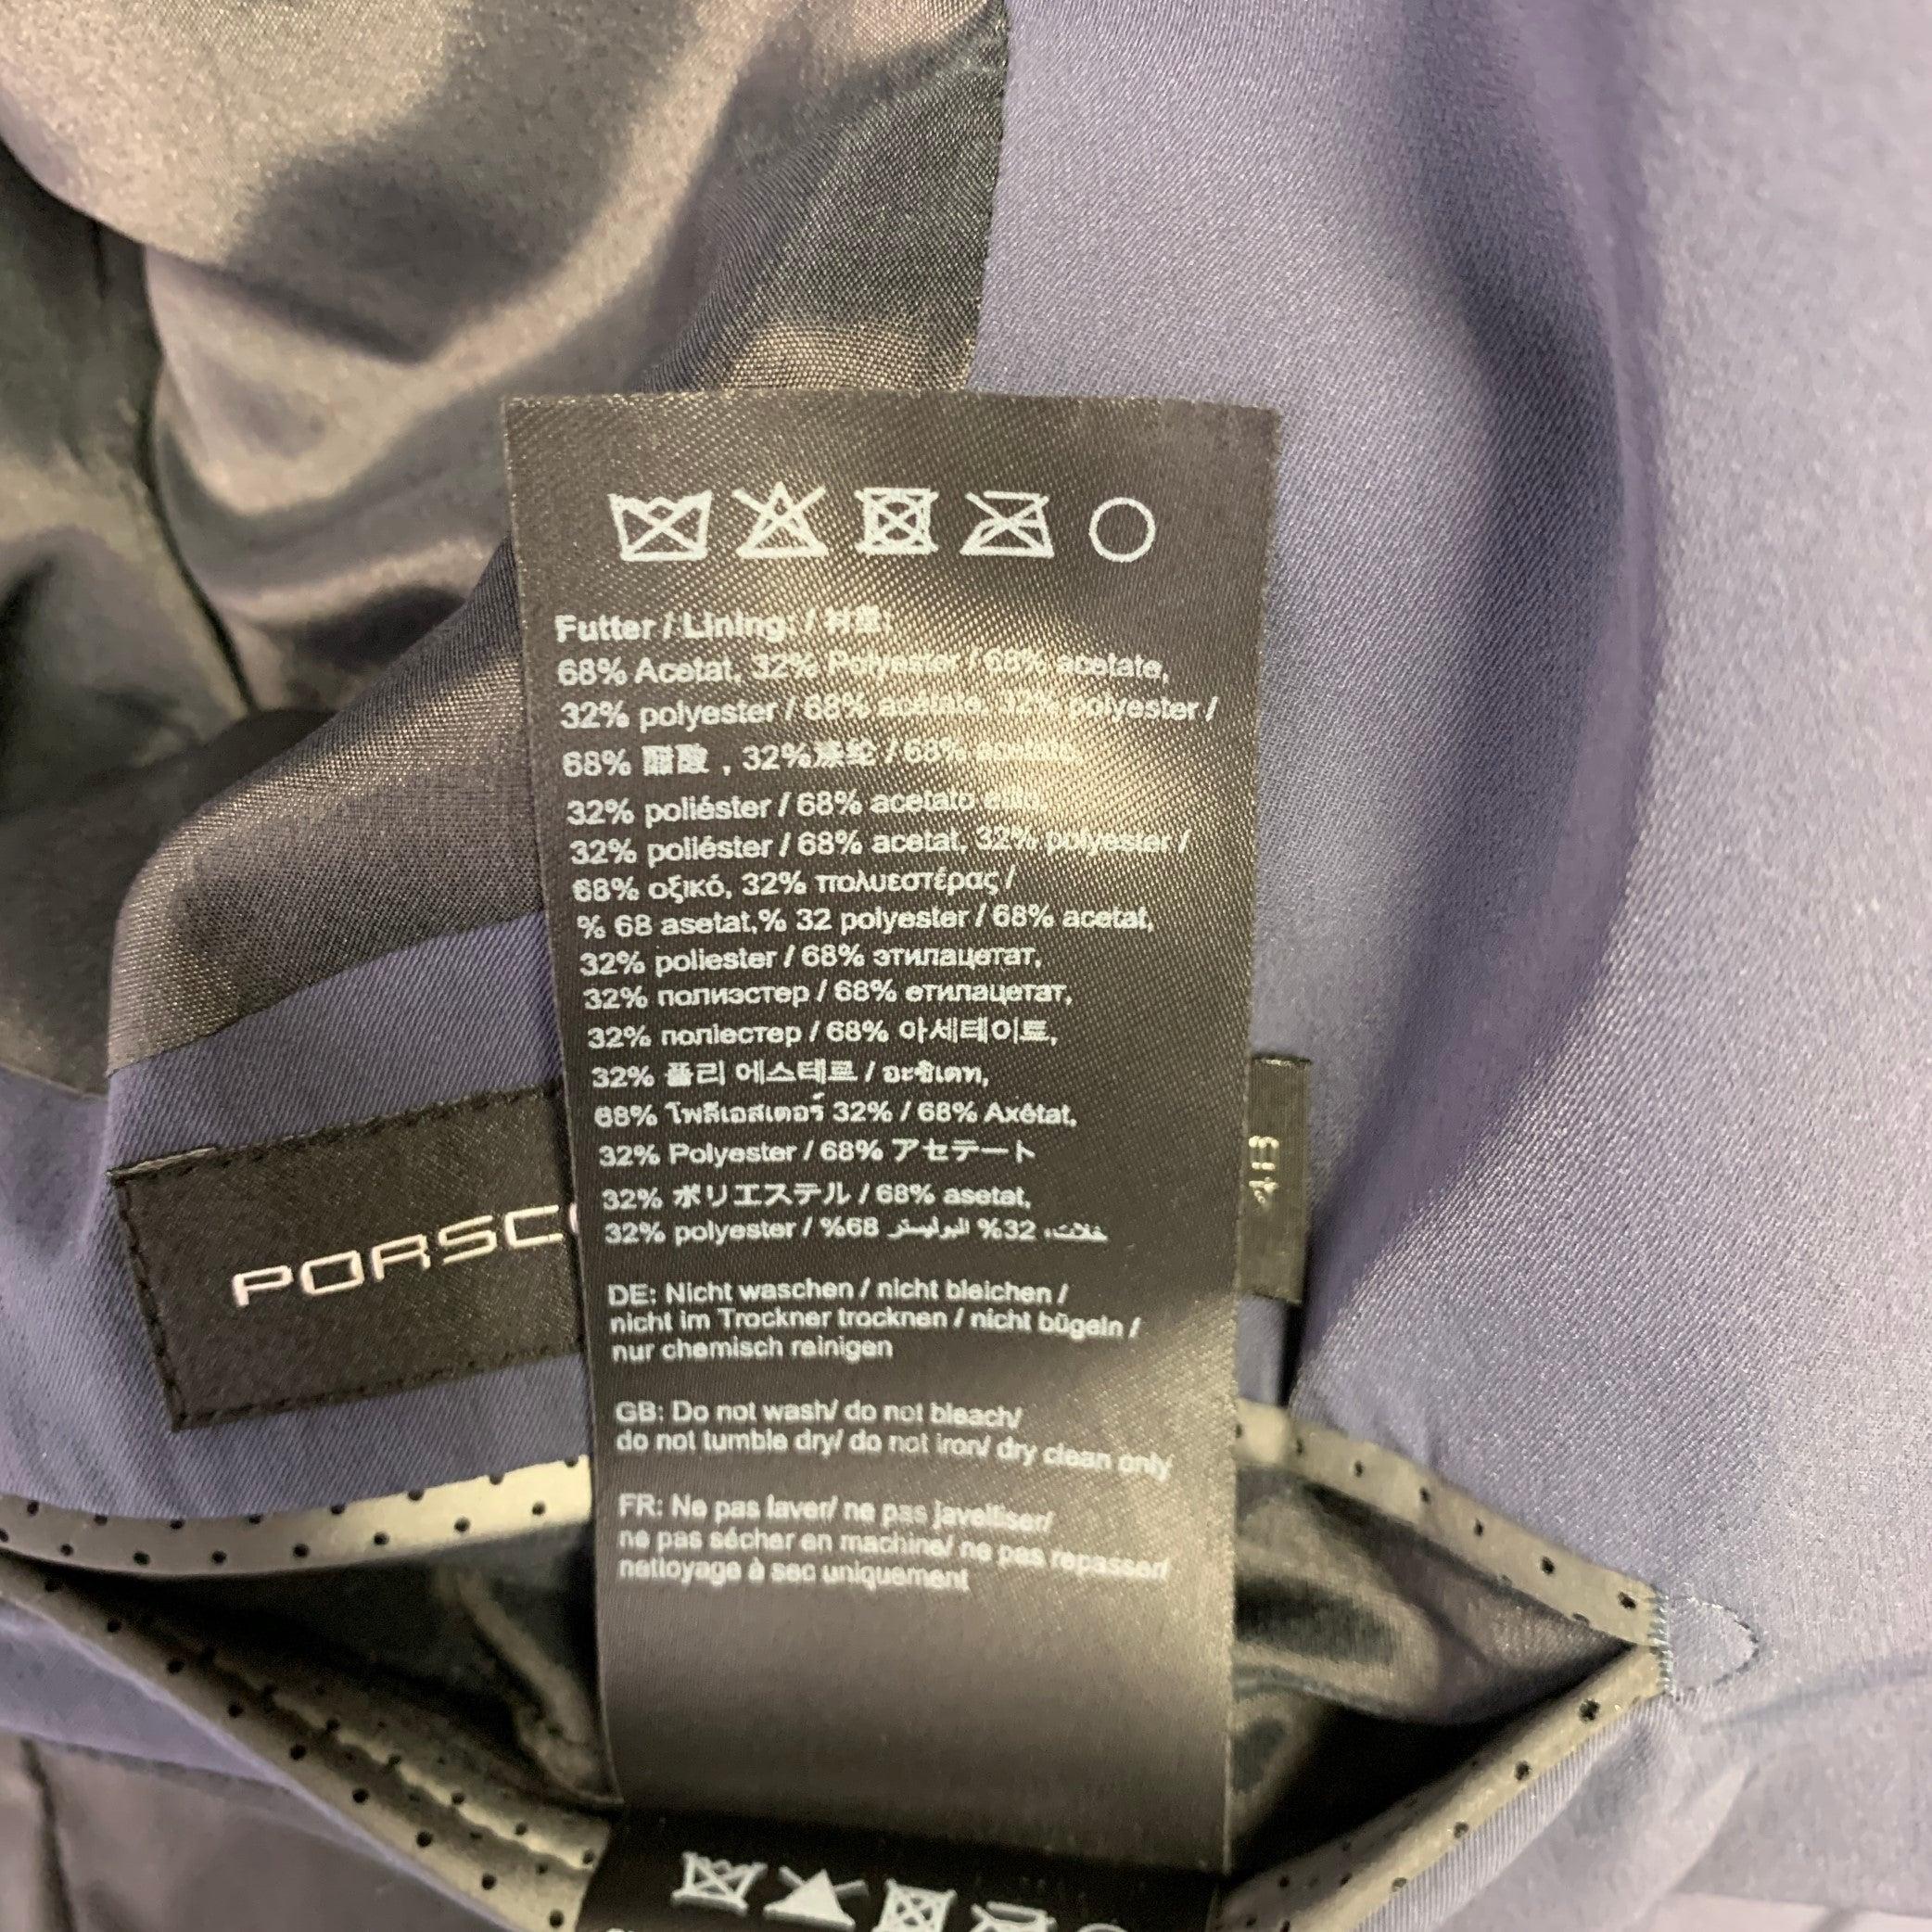 Futter / Lining: /
68% Acetat, 32% Polyester / 68% acetate,
32% polyester / 68% acétate, 32% polyester /
68% 醋酸 , 32%涤纶 / 68% acetato,
32% poliéster / 68% acetato
32% poliéster / 68% acetat, 32% polyester /
68% οξικό, 32% πολυεστέρας /
% 68 asetat,% 32 polyester / 68% acetat,
32% poliester / 68% этилацетат,
32% полиэстер / 68% етилацетат,
32% поліестер / 68% 아세테이트,
32% 폴리 에스테르 / อะซิเตท,
68% โพลีเอสเตอร์ 32% / 68% Axêtat,
32% Polyester / 68% アセテート
32% ポリエステル / 68% asetat,
32% polyester / %68 البوليستر %32 ،خلات
DE: Nicht waschen / nicht bleichen /
nicht im Trockner trocknen / nicht bügeln /
nur chemisch reinigen
GB: Do not wash/ do not bleach/
do not tumble dry/ do not iron/ dry clean only
FR: Ne pas laver/ ne pas javelliser/
ne pas sécher en machine/ ne pas repasser/
nettoyage à sec uniquement
PORSC
48